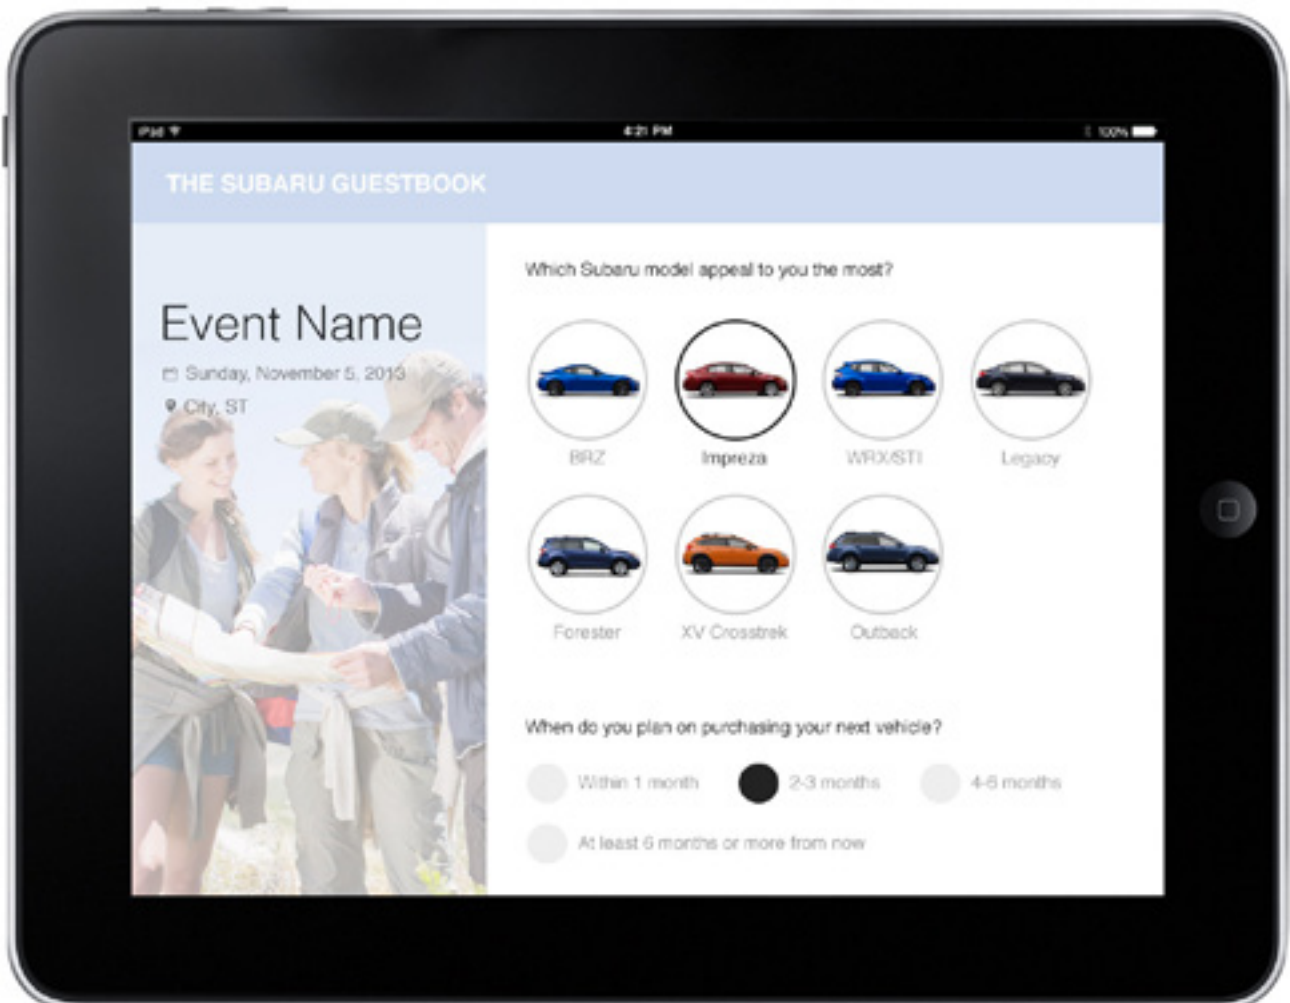 iPad
4:21 PM
100%
THE SUBARU GUESTBOOK
Event Name
Sunday, November 5, 2013
City, ST
Which Subaru model appeal to you the most?
BRZ Impreza WRX/STI Legacy
Forester XV Crosstrek Outback
When do you plan on purchasing your next vehicle?
Within 1 month 2-3 months 4-6 months
At least 6 months or more from now